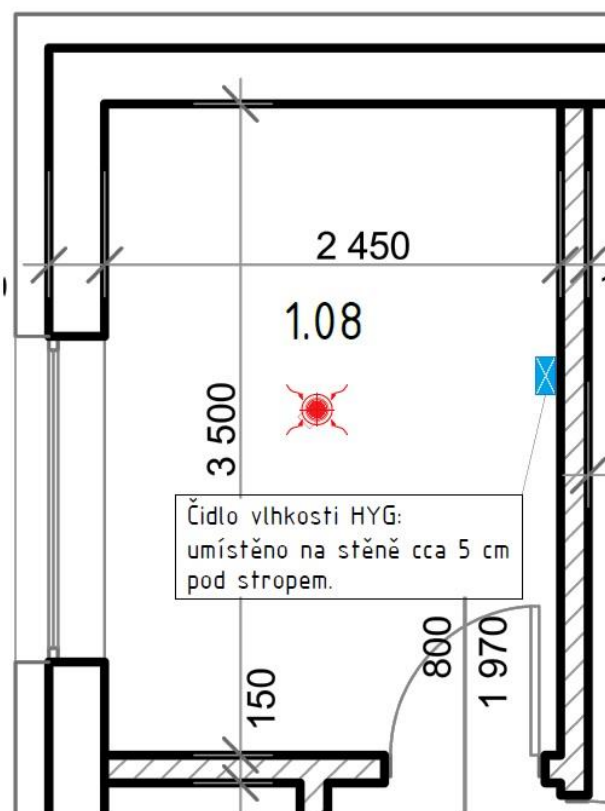 2 450
1.08
3 500
Čidlo vlhkosti HYG:
umístěno na stěně cca 5 cm
pod stropem.
800
1 970
150